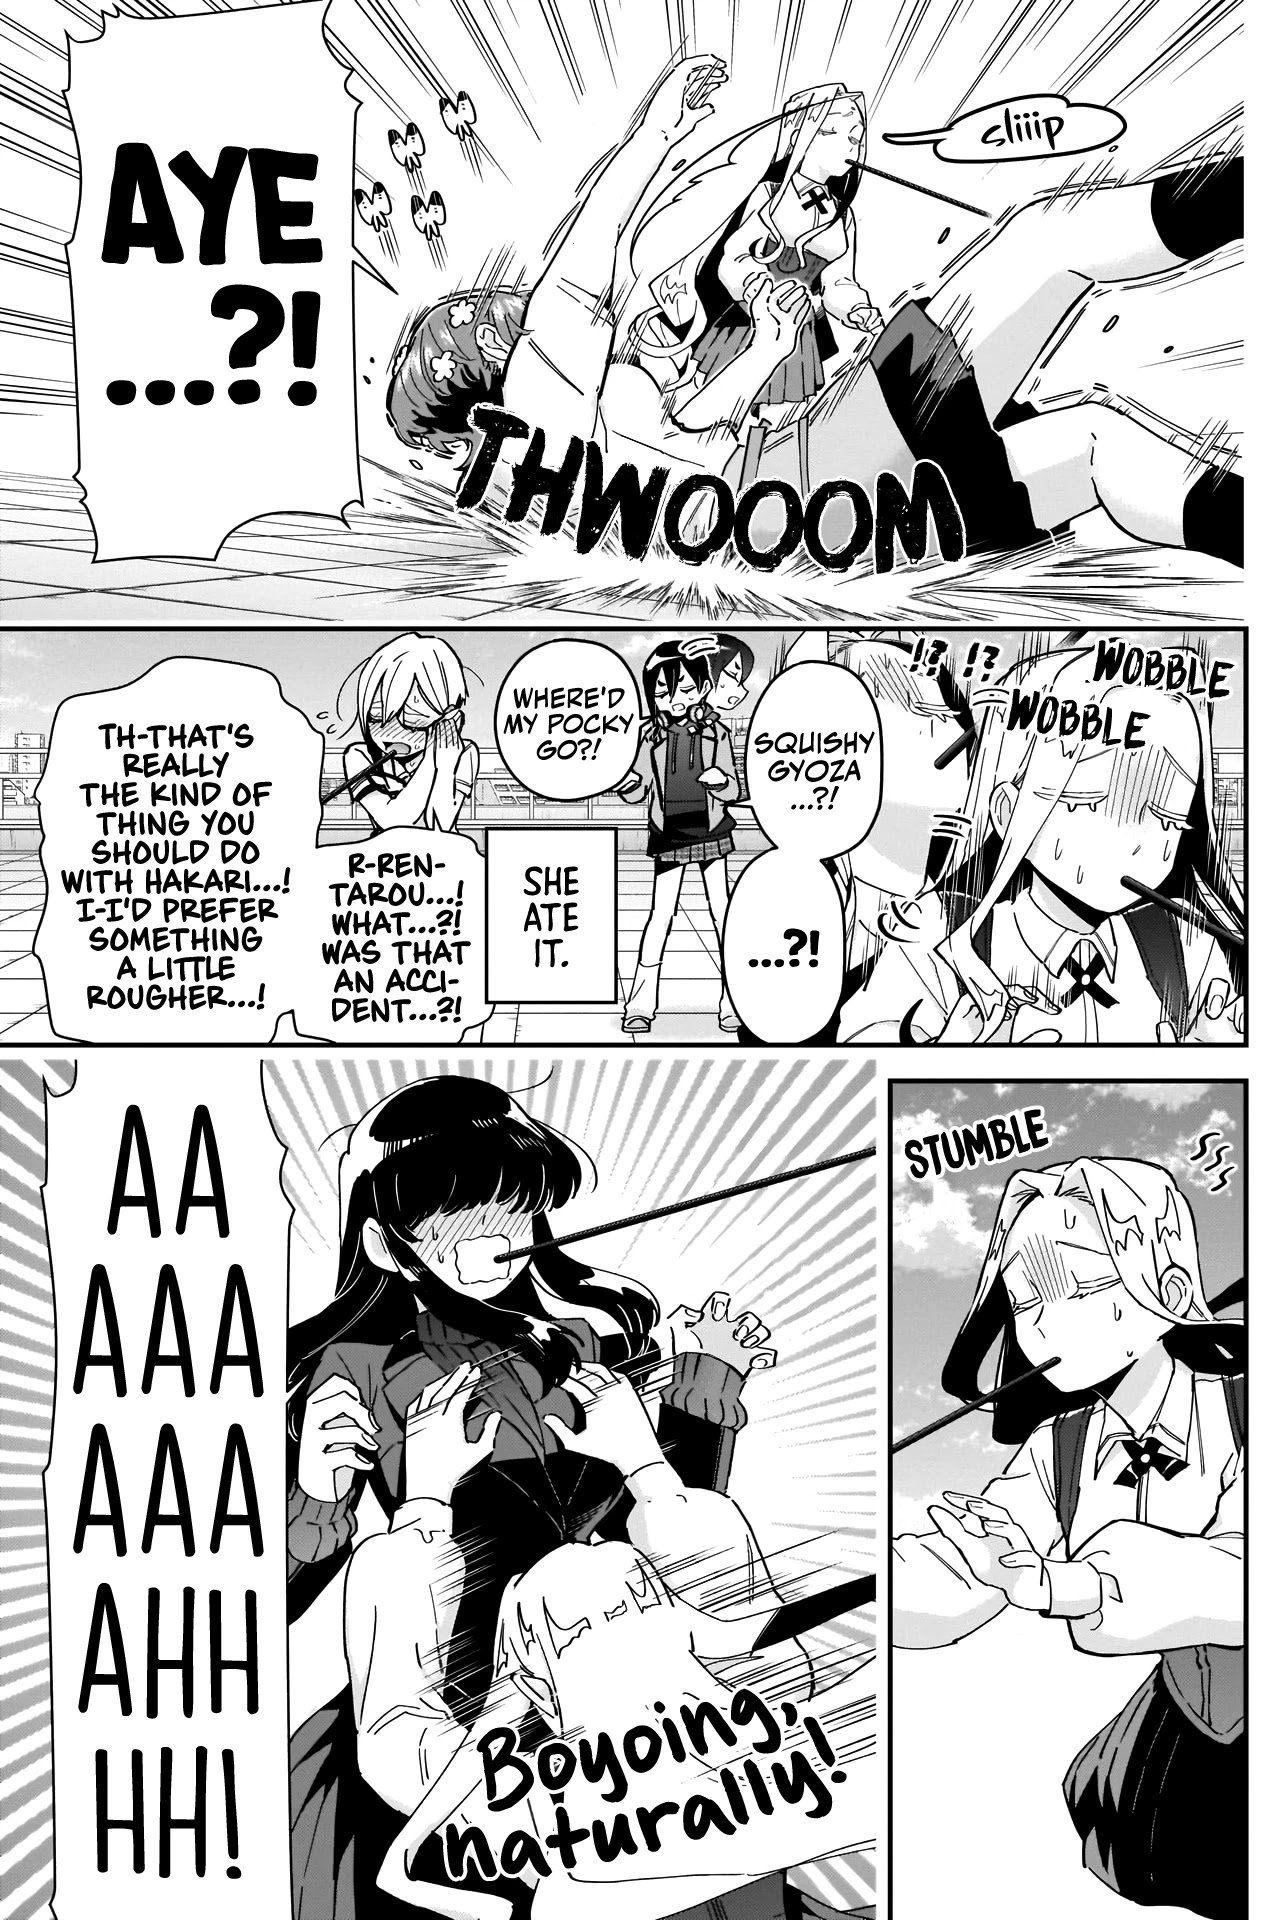 sliiip
AYE
...?!
THWOOOM
WOBBLE
WOBBLE
!? !?
SQUISHY
GYOZA
...?!
...?!
WHERE'D
MY POCKY
GO?!
SHE
ATE
IT.
R-REN-
TAROU...!
WHAT...?!
WAS THAT
AN ACCI-
DENT...?!
TH-THAT'S
REALLY
THE KIND OF
THING YOU
SHOULD DO
WITH HAKARI...!
I-I'D PREFER
SOMETHING
A LITTLE
ROUGHER...!
STUMBLE
Boyoing,
naturally!
AA
AAA
AAA
AHH
HH!